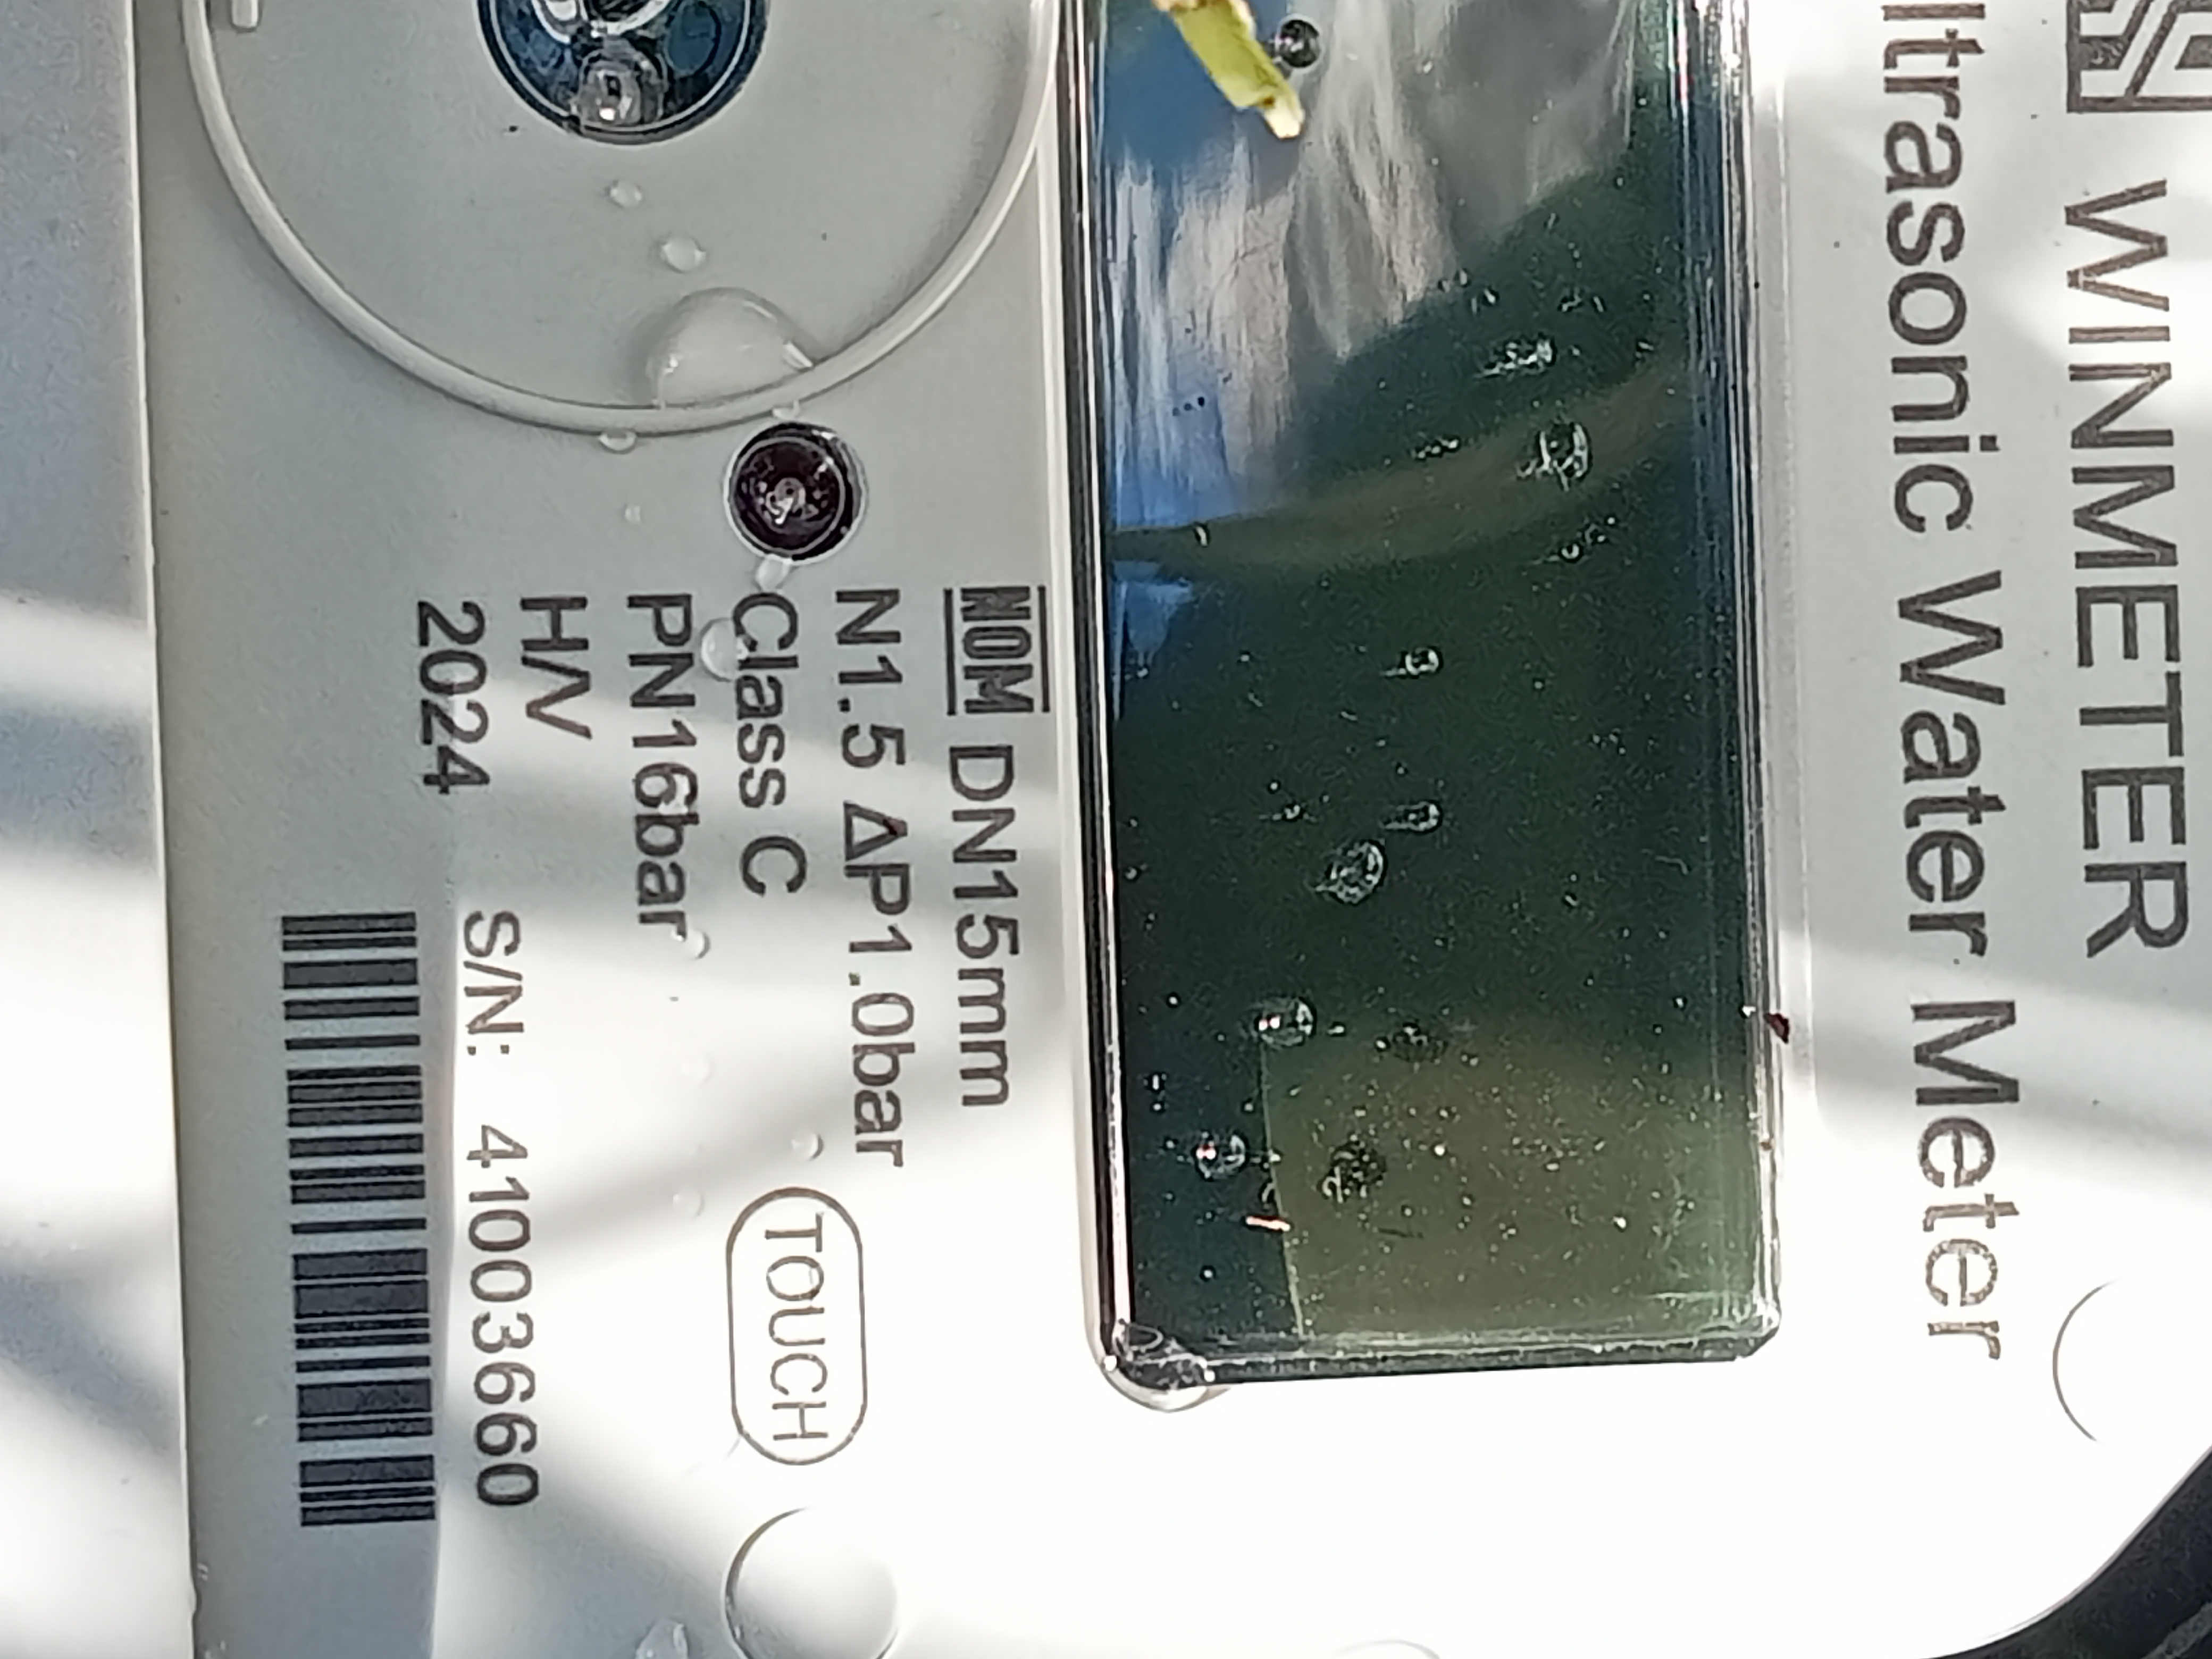 WINMETER
ltrasonic Water Meter
NOM DN15mm
N1.5 ΔP1.0bar
Class C
PN16bar
H/V
2024
S/N: 41003660
TOUCH